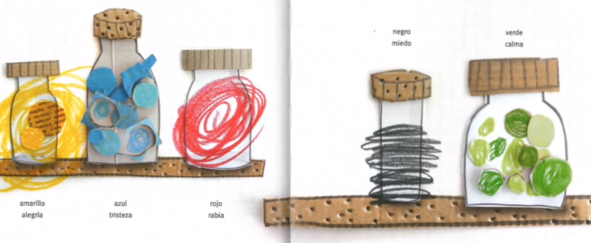 amarillo
alegría
azul
tristeza
rojo
rabia
negro
miedo
verde
calma